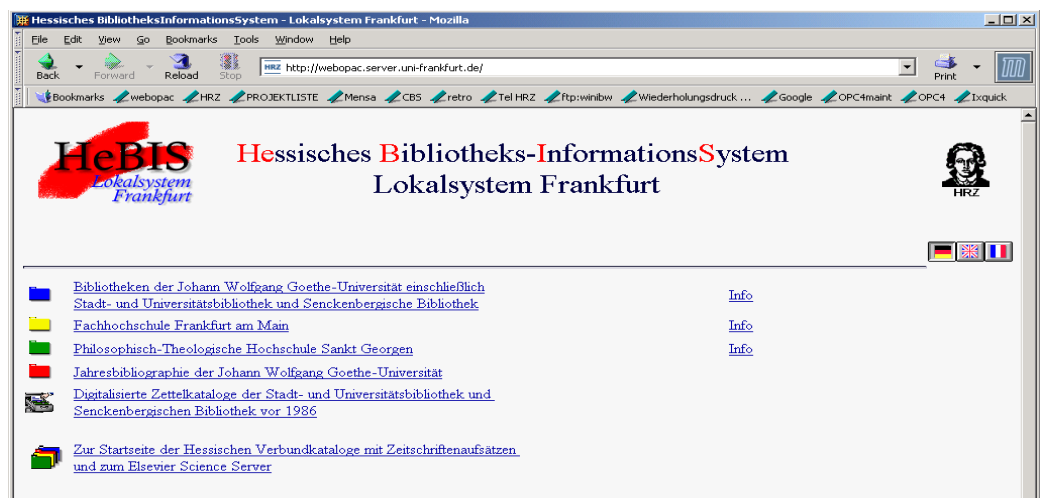 Hessisches BibliotheksInformationsSystem - Lokalsystem Frankfurt - Mozilla
File Edit View Go Bookmarks Tools Window Help
Back Forward Reload Stop HRZ http://webopac.server.uni-frankfurt.de/ Print
Bookmarks webopac HRZ PROJEKTLISTE Mensa CBS retro Tel HRZ ftp:winibw Wiederholungsdruck ... Google OPC4maint OPC4 Ixquick
HeBIS
Lokalsystem
Frankfurt
Hessisches Bibliotheks-InformationsSystem
Lokalsystem Frankfurt
HRZ
Bibliotheken der Johann Wolfgang Goethe-Universität einschließlich
Stadt- und Universitätsbibliothek und Senckenbergische Bibliothek Info
Fachhochschule Frankfurt am Main Info
Philosophisch-Theologische Hochschule Sankt Georgen Info
Jahresbibliographie der Johann Wolfgang Goethe-Universität
Digitalisierte Zettelkataloge der Stadt- und Universitätsbibliothek und
Senckenbergischen Bibliothek vor 1986
Zur Startseite der Hessischen Verbundkataloge mit Zeitschriftenaufsätzen
und zum Elsevier Science Server